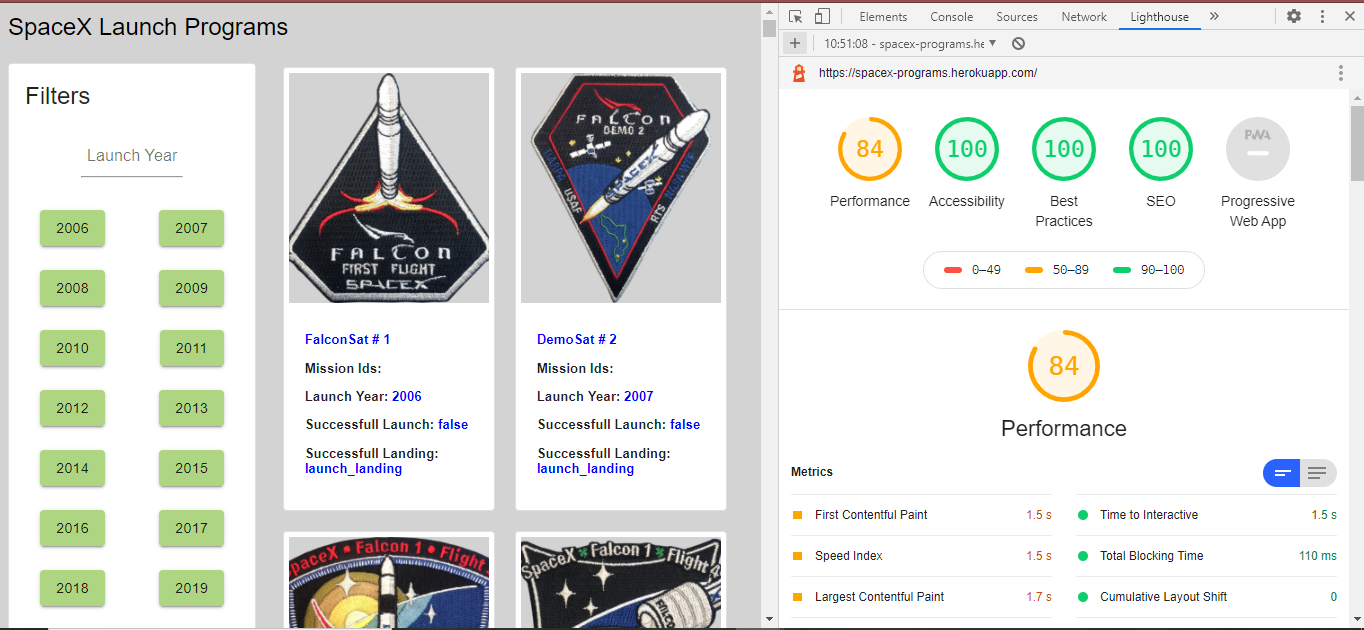 SpaceX Launch Programs
Filters
Launch Year
2006 2007
2008 2009
2010 2011
2012 2013
2014 2015
2016 2017
2018 2019
FALCON
FIRST FLIGHT
SPACEX
FalconSat # 1
Mission Ids:
Launch Year: 2006
Successfull Launch: false
Successfull Landing:
launch_landing
FALCON
DEMO 2
SPACEX
USAF
DemoSat # 2
Mission Ids:
Launch Year: 2007
Successfull Launch: false
Successfull Landing:
launch_landing
SpaceX Falcon 1 Flight
SpaceX Falcon 1 Flight 4
Elements Console Sources Network Lighthouse
10:51:08 - spacex-programs.he
https://spacex-programs.herokuapp.com/
84 100 100 100 PWA
Performance Accessibility Best Practices SEO Progressive Web App
0–49 50–89 90–100
84
Performance
Metrics
First Contentful Paint 1.5 s
Time to Interactive 1.5 s
Speed Index 1.5 s
Total Blocking Time 110 ms
Largest Contentful Paint 1.7 s
Cumulative Layout Shift 0